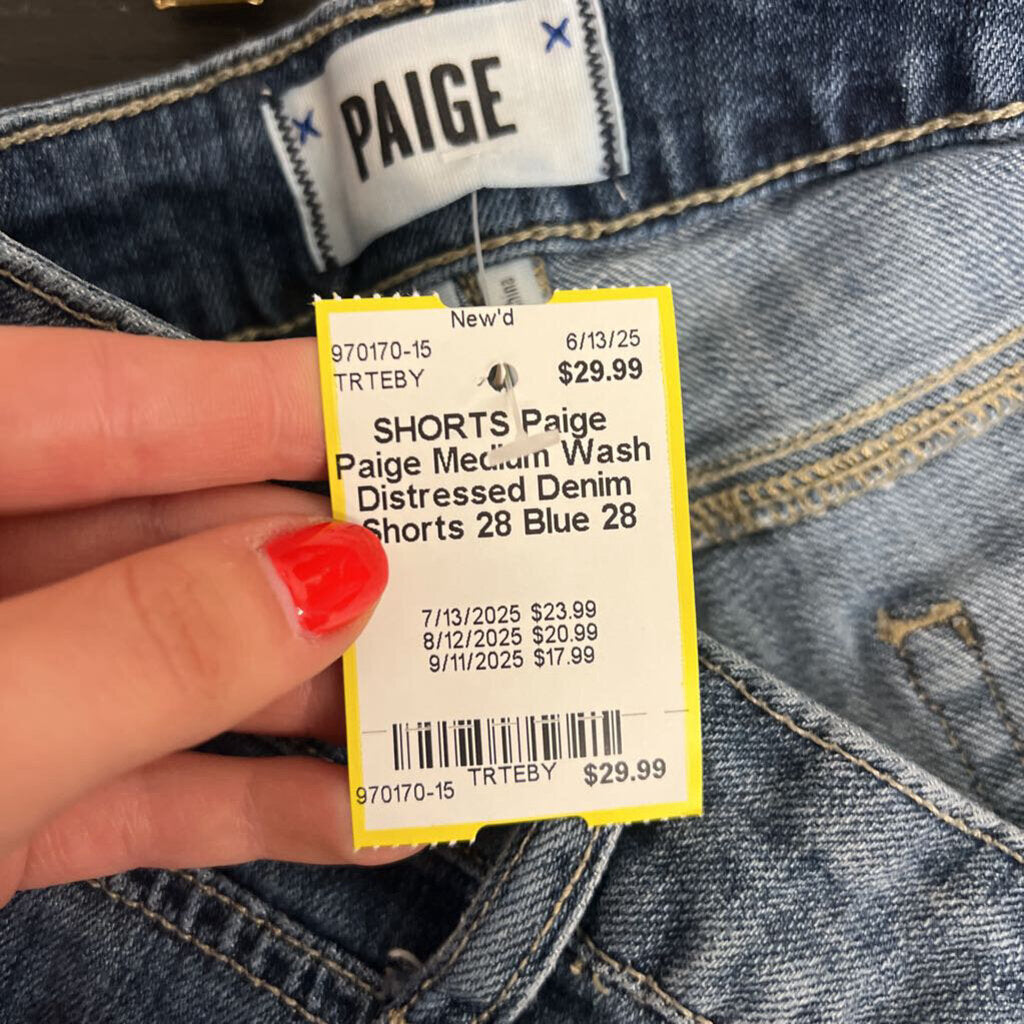 PAIGE
New'd
970170-15 6/13/25
TRTEBY $29.99
SHORTS Paige
Paige Medium Wash
Distressed Denim
Shorts 28 Blue 28
7/13/2025 $23.99
8/12/2025 $20.99
9/11/2025 $17.99
TRTEBY $29.99
970170-15